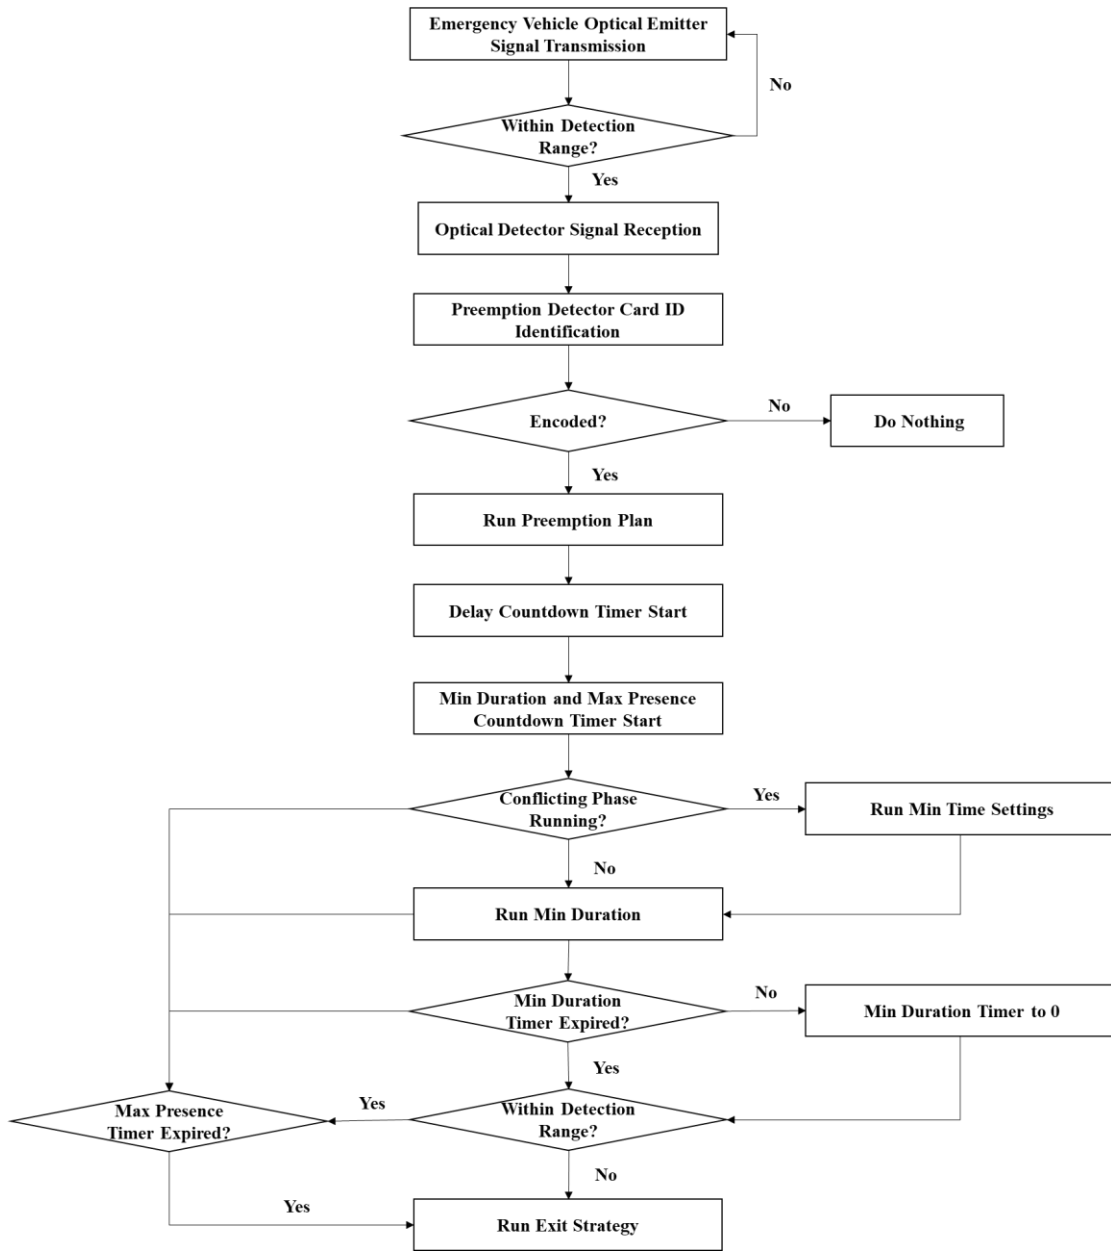 Emergency Vehicle Optical Emitter
Signal Transmission
No
Within Detection
Range?
Yes
Optical Detector Signal Reception
Preemption Detector Card ID
Identification
Encoded?
No
Do Nothing
Yes
Run Preemption Plan
Delay Countdown Timer Start
Min Duration and Max Presence
Countdown Timer Start
Conflicting Phase
Running?
Yes
Run Min Time Settings
No
Run Min Duration
Min Duration
Timer Expired?
No
Min Duration Timer to 0
Yes
Max Presence
Timer Expired?
Yes
Within Detection
Range?
No
Yes
Run Exit Strategy